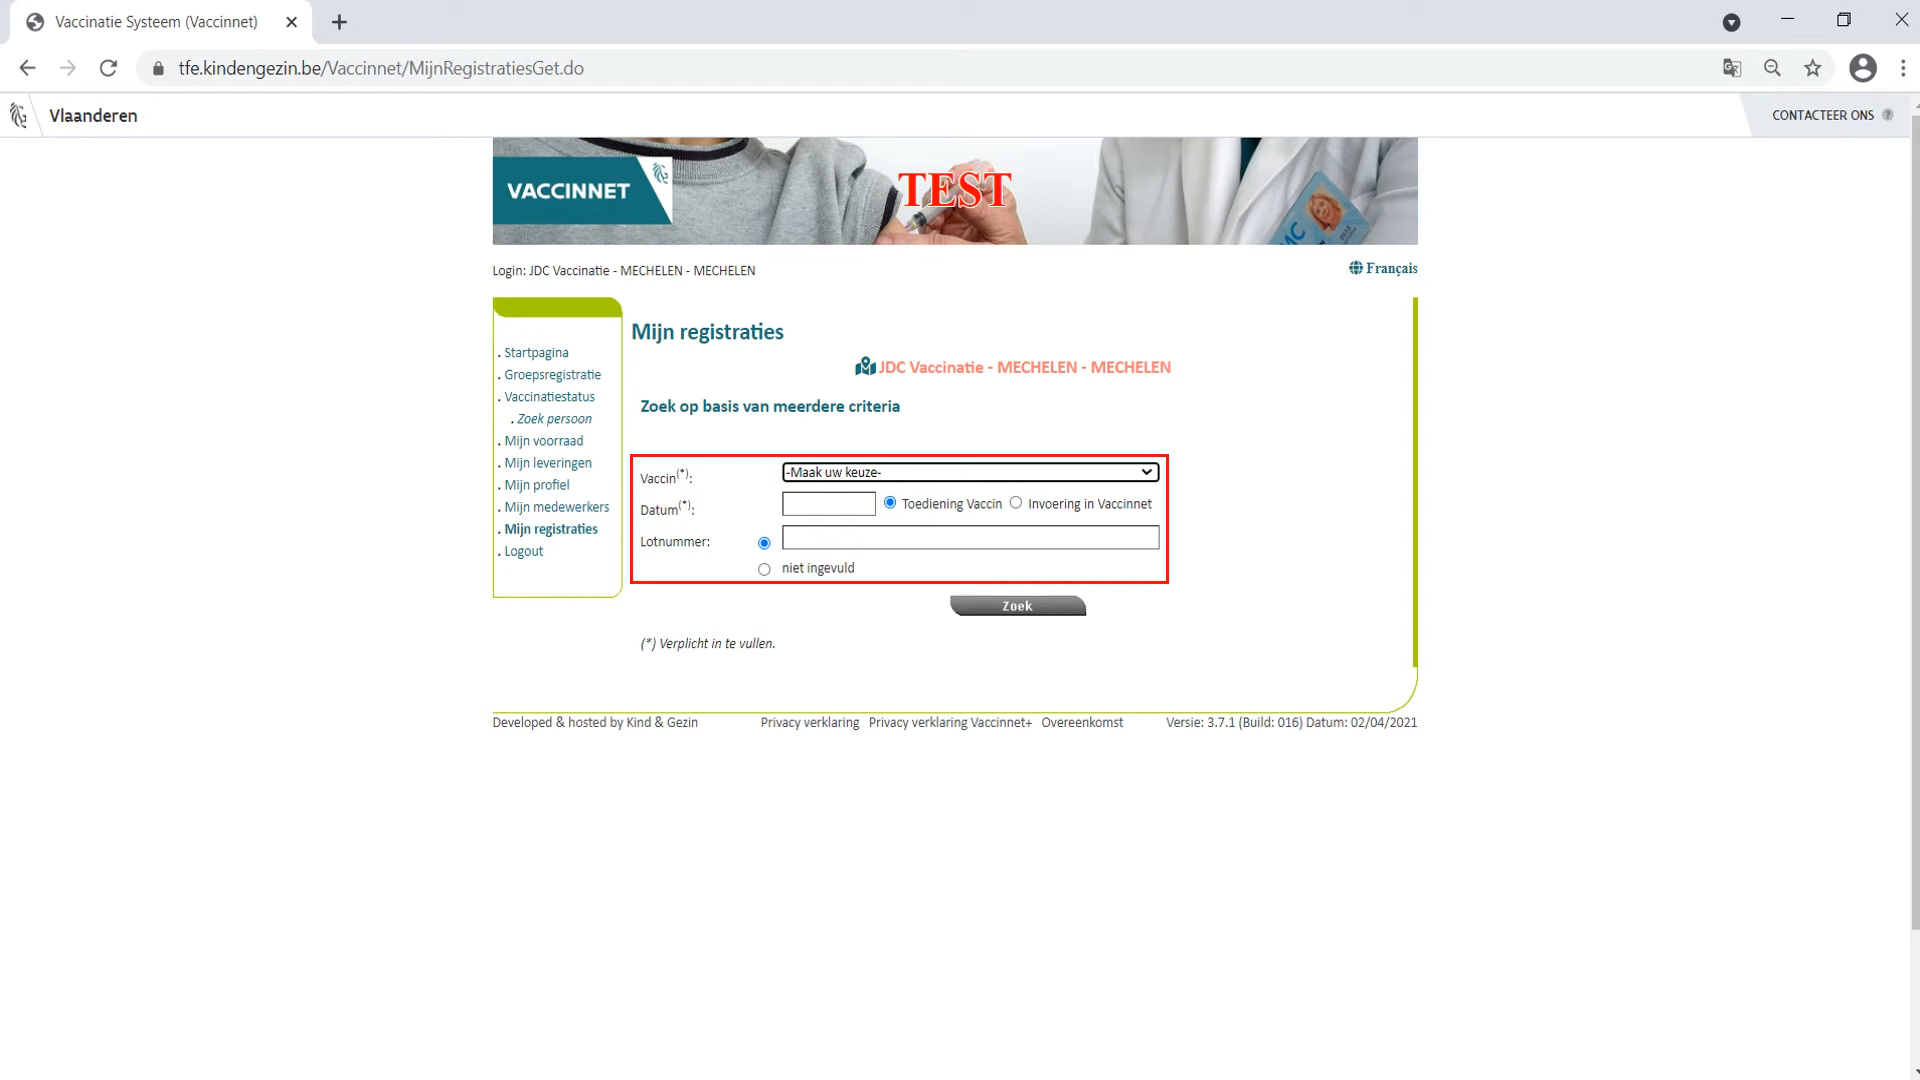 Vaccinatie Systeem (Vaccinnet)
tfe.kindengezin.be/Vaccinnet/MijnRegistratiesGet.do
Vlaanderen
CONTACTEER ONS ?
VACCINNET
TEST
Login: JDC Vaccinatie - MECHELEN - MECHELEN
Français
. Startpagina
. Groepsregistratie
. Vaccinatiestatus
. Zoek persoon
. Mijn voorraad
. Mijn leveringen
. Mijn profiel
. Mijn medewerkers
. Mijn registraties
. Logout
Mijn registraties
JDC Vaccinatie - MECHELEN - MECHELEN
Zoek op basis van meerdere criteria
Vaccin(*): -Maak uw keuze-
Datum(*): Toediening Vaccin Invoering in Vaccinnet
Lotnummer:
niet ingevuld
Zoek
(*) Verplicht in te vullen.
Developed & hosted by Kind & Gezin Privacy verklaring Privacy verklaring Vaccinnet+ Overeenkomst Versie: 3.7.1 (Build: 016) Datum: 02/04/2021